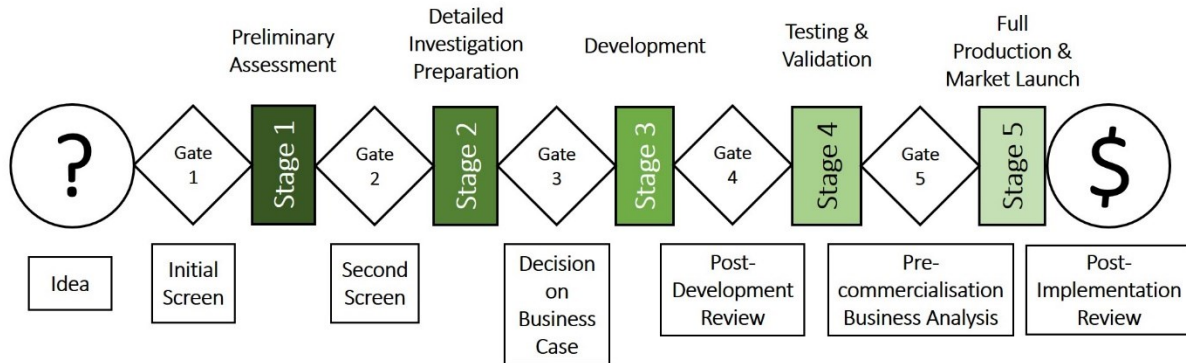 Preliminary
Assessment
Detailed
Investigation
Preparation
Development
Testing &
Validation
Full
Production &
Market Launch
?
Gate
1
Stage 1
Gate
2
Stage 2
Gate
3
Stage 3
Gate
4
Stage 4
Gate
5
Stage 5
$
Idea
Initial
Screen
Second
Screen
Decision
on
Business
Case
Post-
Development
Review
Pre-
commercialisation
Business Analysis
Post-
Implementation
Review